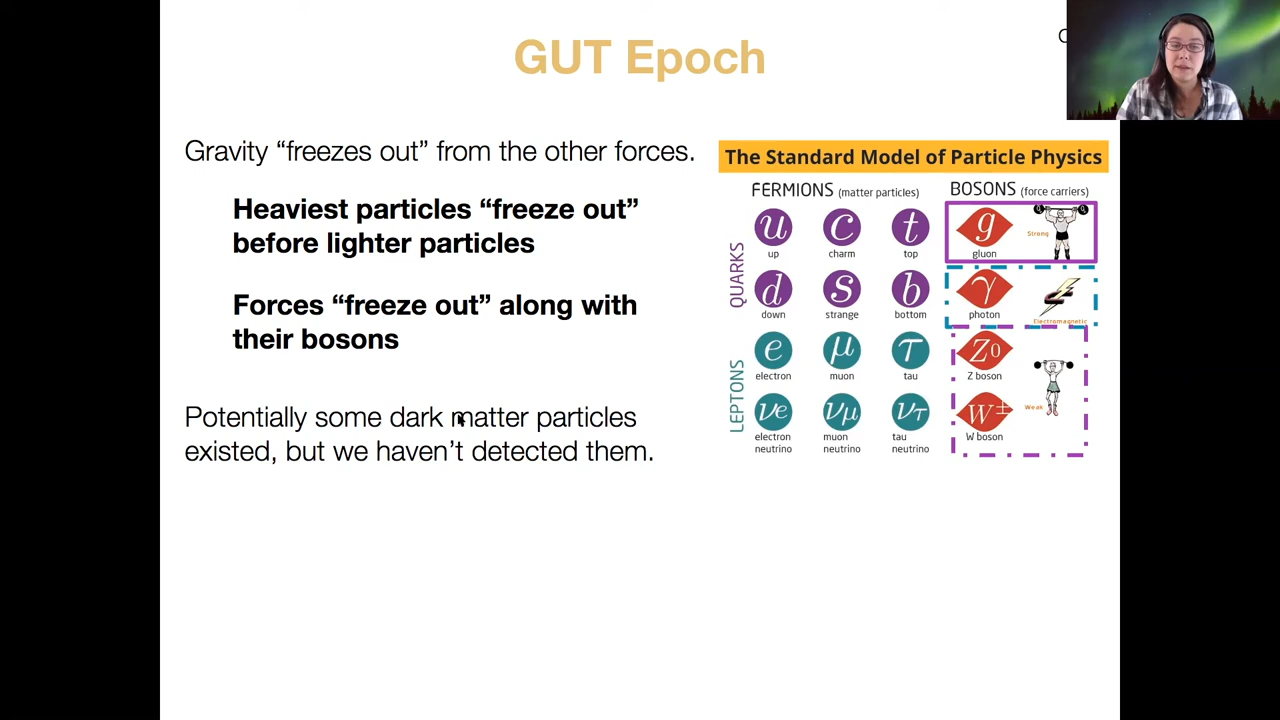 GUT Epoch
Gravity “freezes out” from the other forces.
Heaviest particles “freeze out”
before lighter particles
Forces “freeze out” along with
their bosons
Potentially some dark matter particles
existed, but we haven’t detected them.
The Standard Model of Particle Physics
FERMIONS (matter particles)
BOSONS (force carriers)
QUARKS
u c t g
up charm top gluon
Strong
d s b γ
down strange bottom photon
Electromagnetic
LEPTONS
e μ τ Z0
electron muon tau Z boson
Weak
νe νμ ντ W±
electron muon tau W boson
neutrino neutrino neutrino